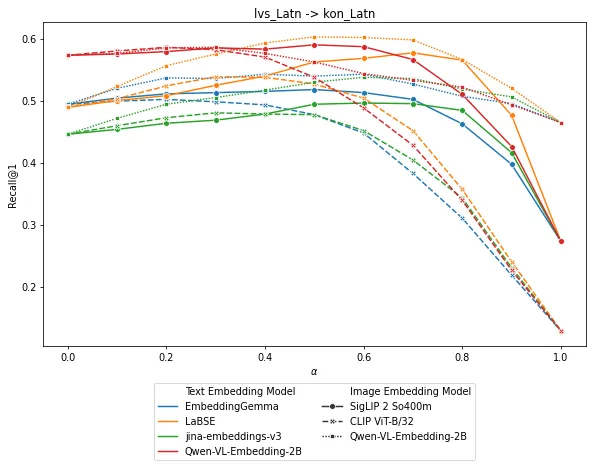 lvs_Latn -> kon_Latn
Recall@1
0.6
0.5
0.4
0.3
0.2
0.0 0.2 0.4 0.6 0.8 1.0
α
Text Embedding Model
EmbeddingGemma
LaBSE
jina-embeddings-v3
Qwen-VL-Embedding-2B
Image Embedding Model
SigLIP 2 So400m
CLIP ViT-B/32
Qwen-VL-Embedding-2B